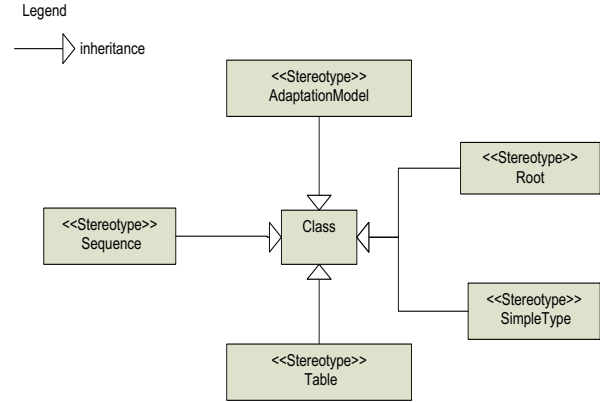 Legend
inheritance
<<Stereotype>>
AdaptationModel
<<Stereotype>>
Root
<<Stereotype>>
Sequence
Class
<<Stereotype>>
SimpleType
<<Stereotype>>
Table